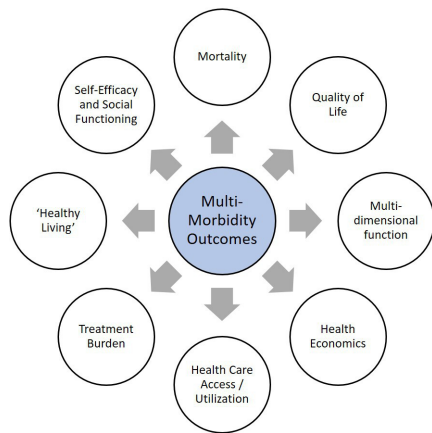 Mortality
Self-Efficacy
and Social
Functioning
Quality of
Life
Multi-
Morbidity
Outcomes
'Healthy
Living'
Multi-
dimensional
function
Treatment
Burden
Health
Economics
Health Care
Access /
Utilization